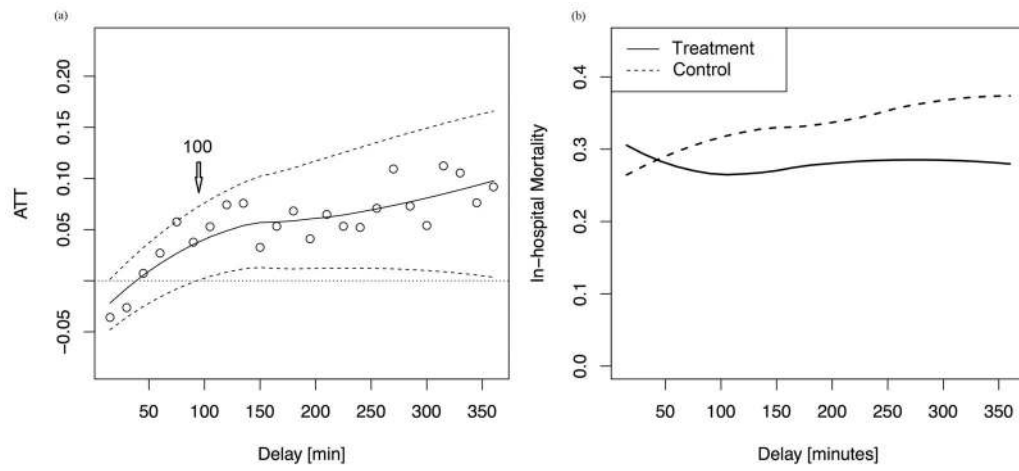 (a)
ATT
0.20
0.15
0.10
0.05
−0.05
100
50 100 150 200 250 300 350
Delay [min]
(b)
In−hospital Mortality
0.4
0.3
0.2
0.1
0.0
Treatment
Control
50 100 150 200 250 300 350
Delay [minutes]